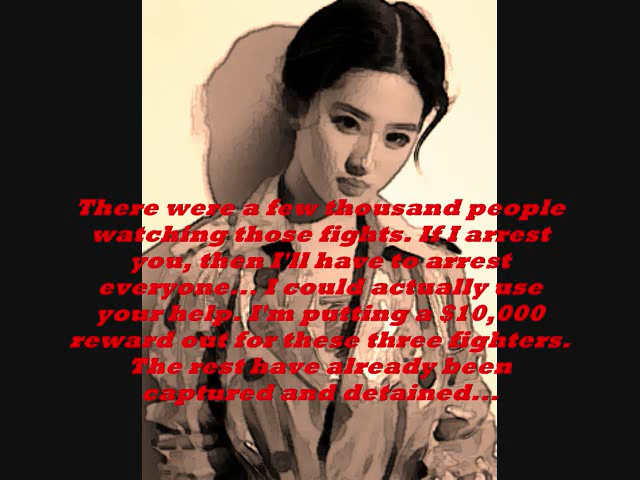 There were a few thousand people
watching those fights. If I arrest
you, then I'll have to arrest
everyone... I could actually use
your help. I'm putting a $10,000
reward out for these three fighters.
The rest have already been
captured and detained...